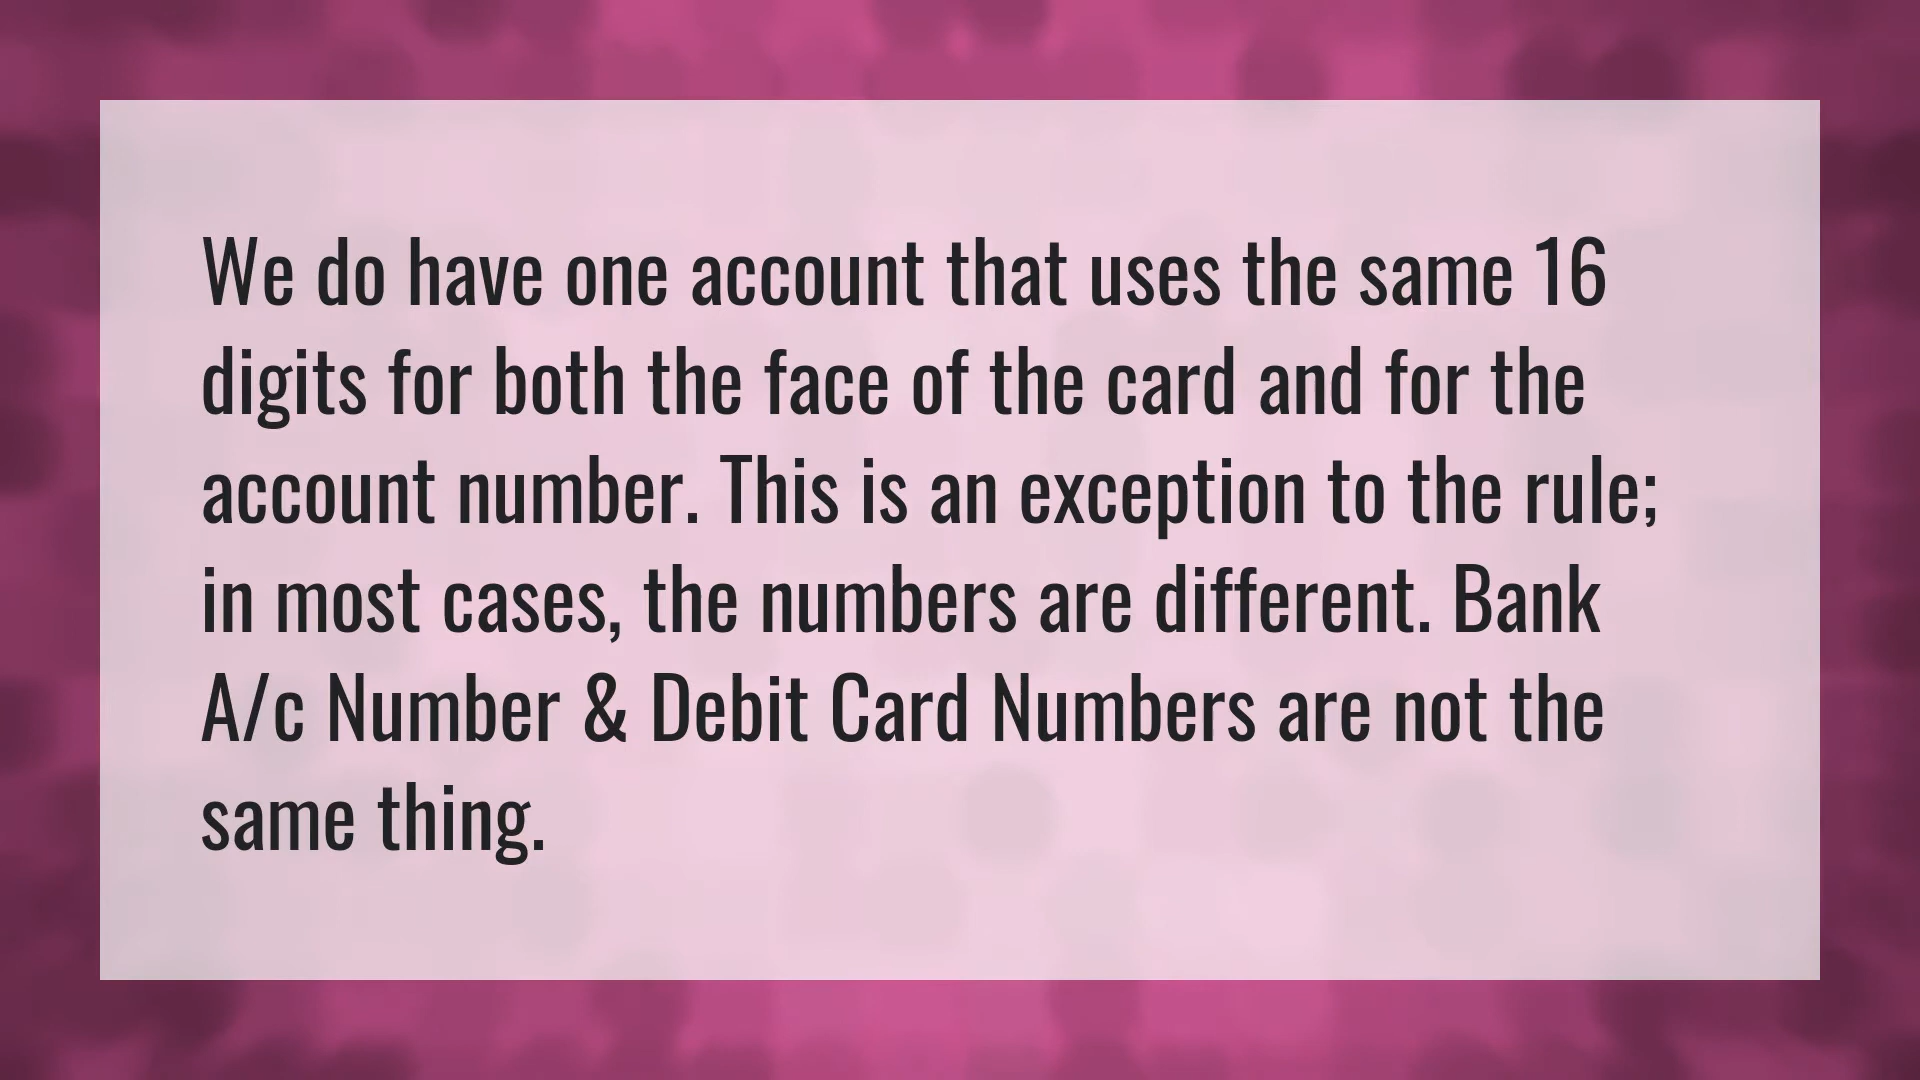 We do have one account that uses the same 16
digits for both the face of the card and for the
account number. This is an exception to the rule;
in most cases, the numbers are different. Bank
A/c Number & Debit Card Numbers are not the
same thing.